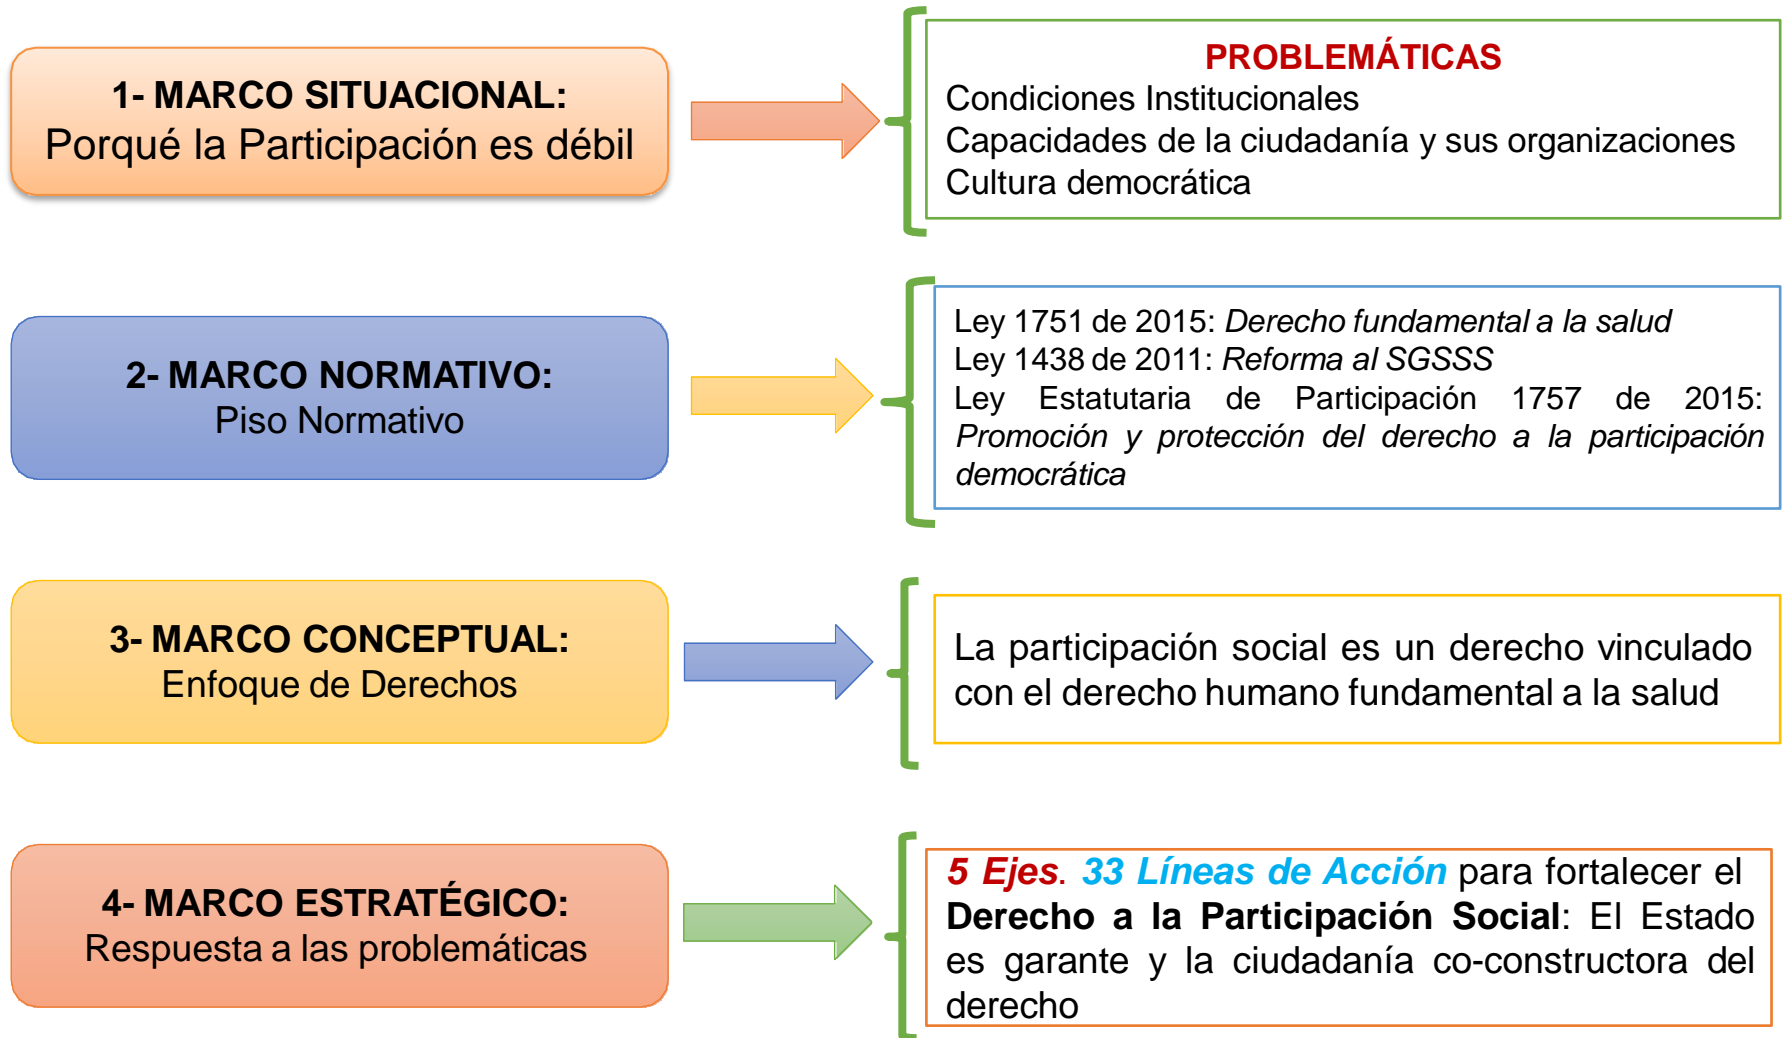 1- MARCO SITUACIONAL:
Porqué la Participación es débil
PROBLEMÁTICAS
Condiciones Institucionales
Capacidades de la ciudadanía y sus organizaciones
Cultura democrática
2- MARCO NORMATIVO:
Piso Normativo
Ley 1751 de 2015: Derecho fundamental a la salud
Ley 1438 de 2011: Reforma al SGSSS
Ley Estatutaria de Participación 1757 de 2015:
Promoción y protección del derecho a la participación
democrática
3- MARCO CONCEPTUAL:
Enfoque de Derechos
La participación social es un derecho vinculado
con el derecho humano fundamental a la salud
4- MARCO ESTRATÉGICO:
Respuesta a las problemáticas
5 Ejes. 33 Líneas de Acción para fortalecer el
Derecho a la Participación Social: El Estado
es garante y la ciudadanía co-constructora del
derecho